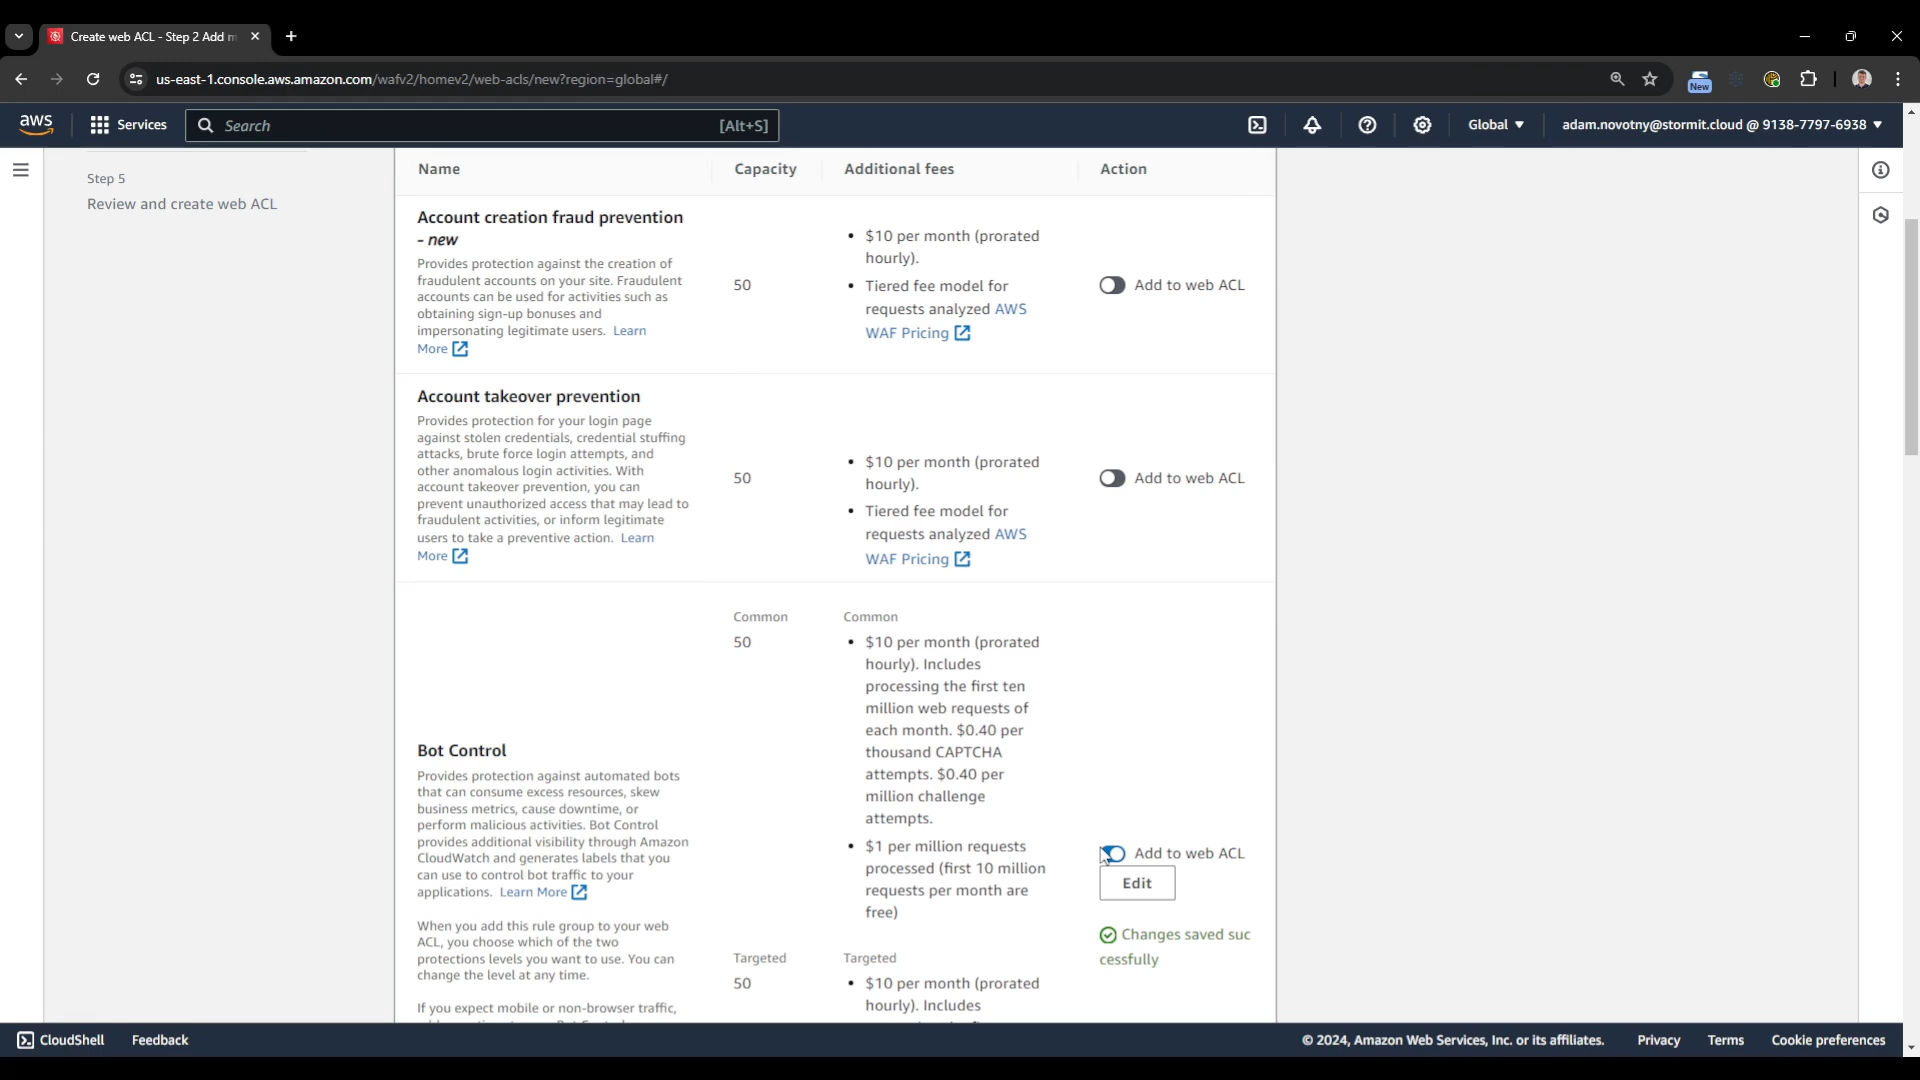 Create web ACL - Step 2 Add m
us-east-1.console.aws.amazon.com/wafv2/homev2/web-acls/new?region=global#/
New
aws
Services
Search
[Alt+S]
Global
adam.novotny@stormit.cloud @ 9138-7797-6938
Step 5
Review and create web ACL
Name
Capacity
Additional fees
Action
Account creation fraud prevention
- new
Provides protection against the creation of
fraudulent accounts on your site. Fraudulent
accounts can be used for activities such as
obtaining sign-up bonuses and
impersonating legitimate users. Learn
More
50
• $10 per month (prorated
hourly).
• Tiered fee model for
requests analyzed AWS
WAF Pricing
Add to web ACL
Account takeover prevention
Provides protection for your login page
against stolen credentials, credential stuffing
attacks, brute force login attempts, and
other anomalous login activities. With
account takeover prevention, you can
prevent unauthorized access that may lead to
fraudulent activities, or inform legitimate
users to take a preventive action. Learn
More
50
• $10 per month (prorated
hourly).
• Tiered fee model for
requests analyzed AWS
WAF Pricing
Add to web ACL
Bot Control
Provides protection against automated bots
that can consume excess resources, skew
business metrics, cause downtime, or
perform malicious activities. Bot Control
provides additional visibility through Amazon
CloudWatch and generates labels that you
can use to control bot traffic to your
applications. Learn More
When you add this rule group to your web
ACL, you choose which of the two
protections levels you want to use. You can
change the level at any time.
If you expect mobile or non-browser traffic,
Common
50
Targeted
50
Common
• $10 per month (prorated
hourly). Includes
processing the first ten
million web requests of
each month. $0.40 per
thousand CAPTCHA
attempts. $0.40 per
million challenge
attempts.
• $1 per million requests
processed (first 10 million
requests per month are
free)
Targeted
• $10 per month (prorated
hourly). Includes
Add to web ACL
Edit
Changes saved suc
cessfully
CloudShell
Feedback
© 2024, Amazon Web Services, Inc. or its affiliates.
Privacy
Terms
Cookie preferences